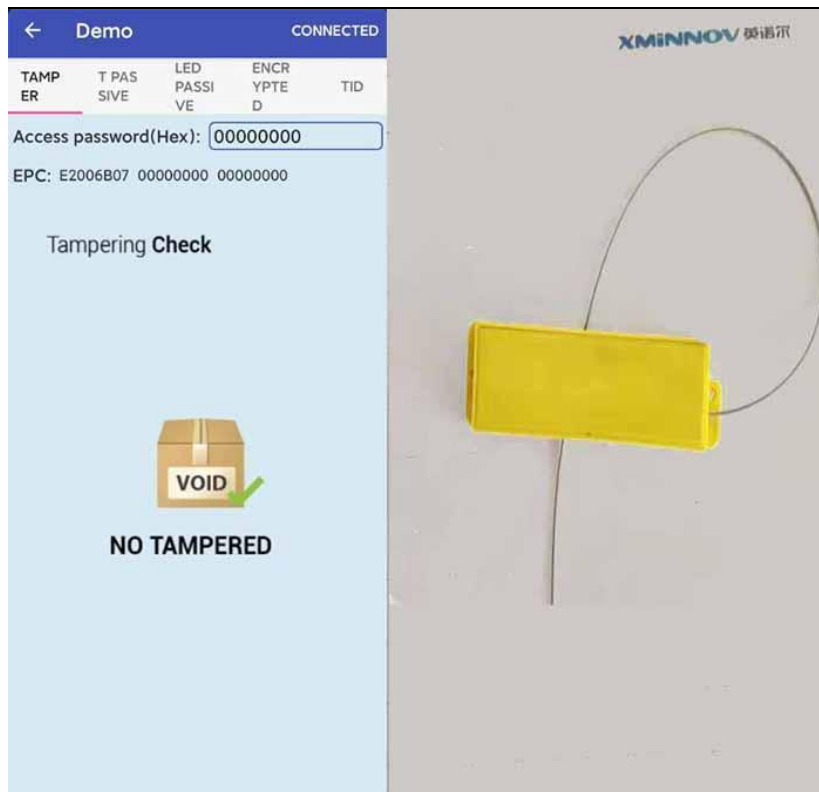 ← Demo CONNECTED
TAMP
ER
T PAS
SIVE
LED
PASSI
VE
ENCR
YPTE
D
TID
Access password(Hex): 00000000
EPC: E2006B07 00000000 00000000
Tampering Check
VOID
NO TAMPERED
XMiNNOV 英诺尔